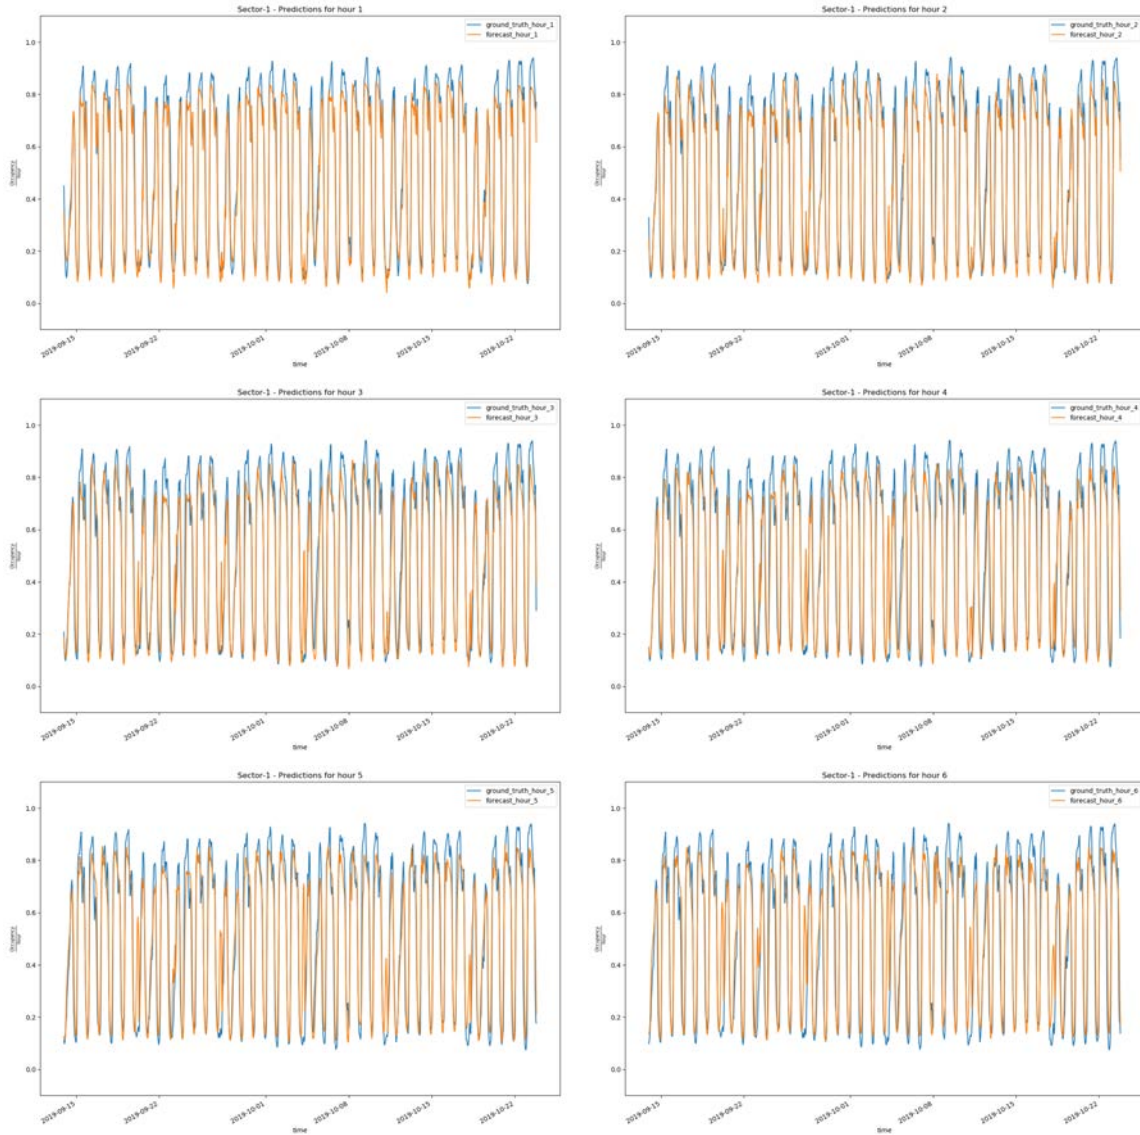 Sector-1 - Predictions for hour 1
ground_truth_hour_1
forecast_hour_1
1.0
0.8
0.6
0.4
0.2
0.0
Occupancy
hour
2019-09-15
2019-09-22
2019-10-01
2019-10-08
2019-10-15
2019-10-22
time
Sector-1 - Predictions for hour 2
ground_truth_hour_2
forecast_hour_2
1.0
0.8
0.6
0.4
0.2
0.0
Occupancy
hour
2019-09-15
2019-09-22
2019-10-01
2019-10-08
2019-10-15
2019-10-22
time
Sector-1 - Predictions for hour 3
ground_truth_hour_3
forecast_hour_3
1.0
0.8
0.6
0.4
0.2
0.0
Occupancy
hour
2019-09-15
2019-09-22
2019-10-01
2019-10-08
2019-10-15
2019-10-22
time
Sector-1 - Predictions for hour 4
ground_truth_hour_4
forecast_hour_4
1.0
0.8
0.6
0.4
0.2
0.0
Occupancy
hour
2019-09-15
2019-09-22
2019-10-01
2019-10-08
2019-10-15
2019-10-22
time
Sector-1 - Predictions for hour 5
ground_truth_hour_5
forecast_hour_5
1.0
0.8
0.6
0.4
0.2
0.0
Occupancy
hour
2019-09-15
2019-09-22
2019-10-01
2019-10-08
2019-10-15
2019-10-22
time
Sector-1 - Predictions for hour 6
ground_truth_hour_6
forecast_hour_6
1.0
0.8
0.6
0.4
0.2
0.0
Occupancy
hour
2019-09-15
2019-09-22
2019-10-01
2019-10-08
2019-10-15
2019-10-22
time